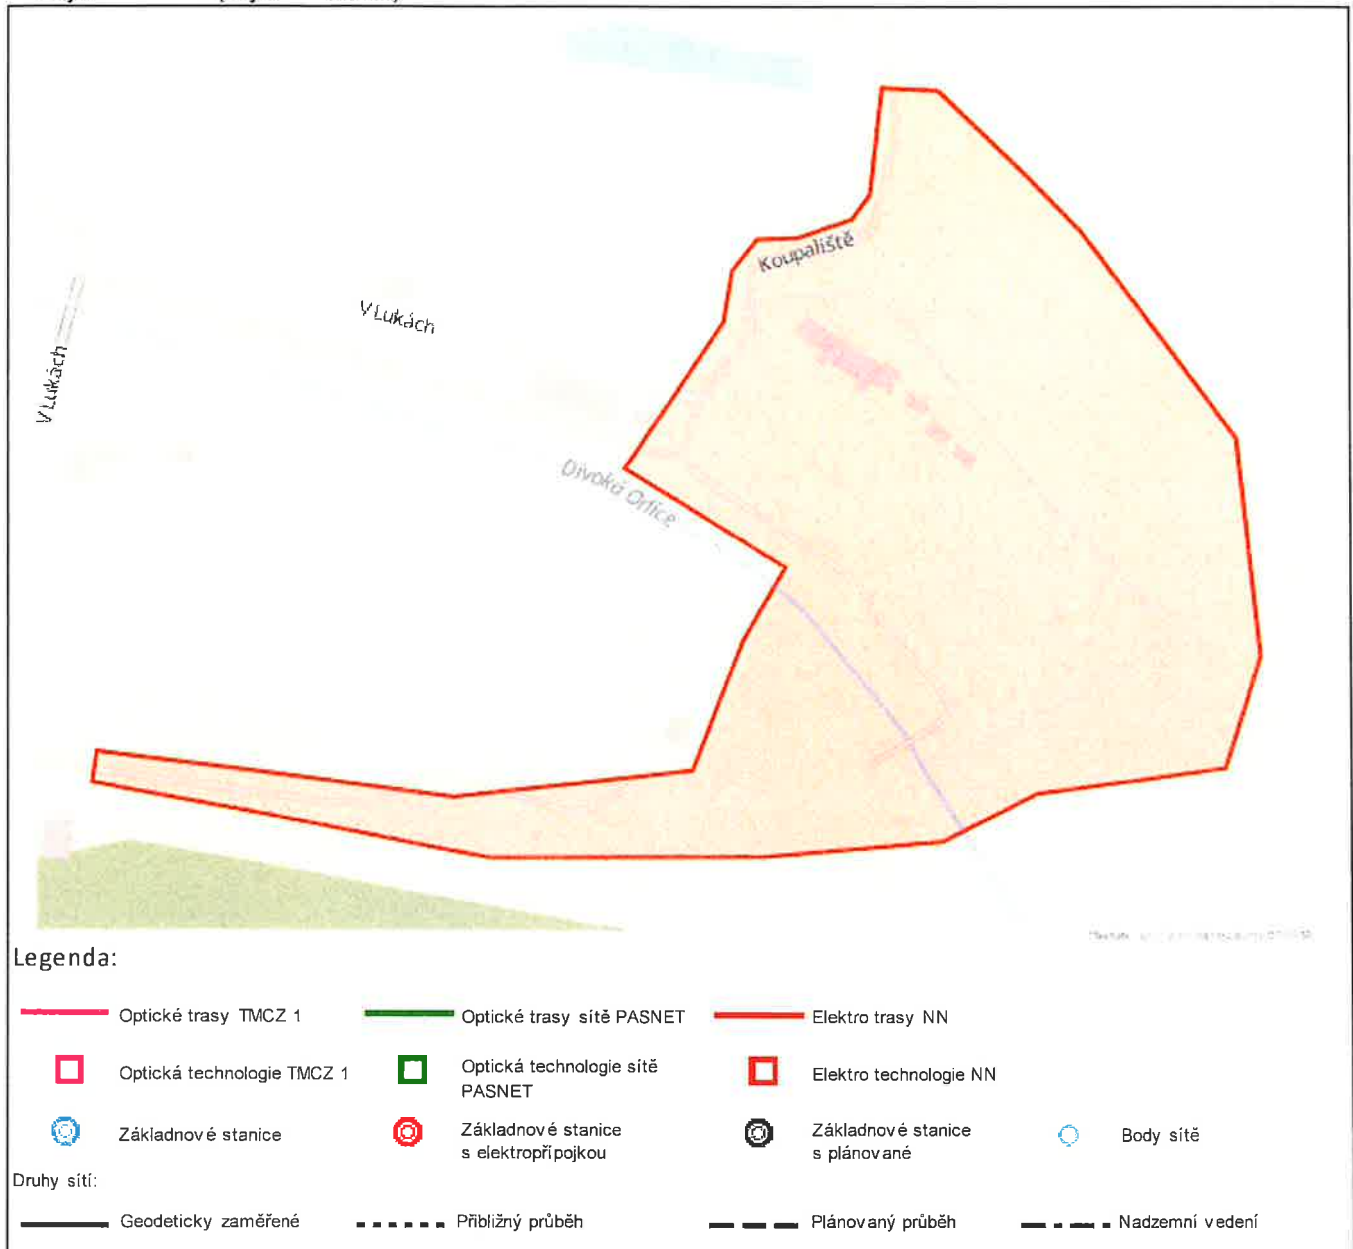 Koupaliště
V Lukách
V Lukách
Divoká Orlice
Legenda:
Optické trasy TMCZ 1
Optické trasy sítě PASNET
Elektro trasy NN
Optická technologie TMCZ 1
Optická technologie sítě
PASNET
Elektro technologie NN
Základnové stanice
Základnové stanice
s elektropřípojkou
Základnové stanice
s plánované
Body sítě
Druhy sítí:
Geodeticky zaměřené
Přibližný průběh
Plánovaný průběh
Nadzemní vedení